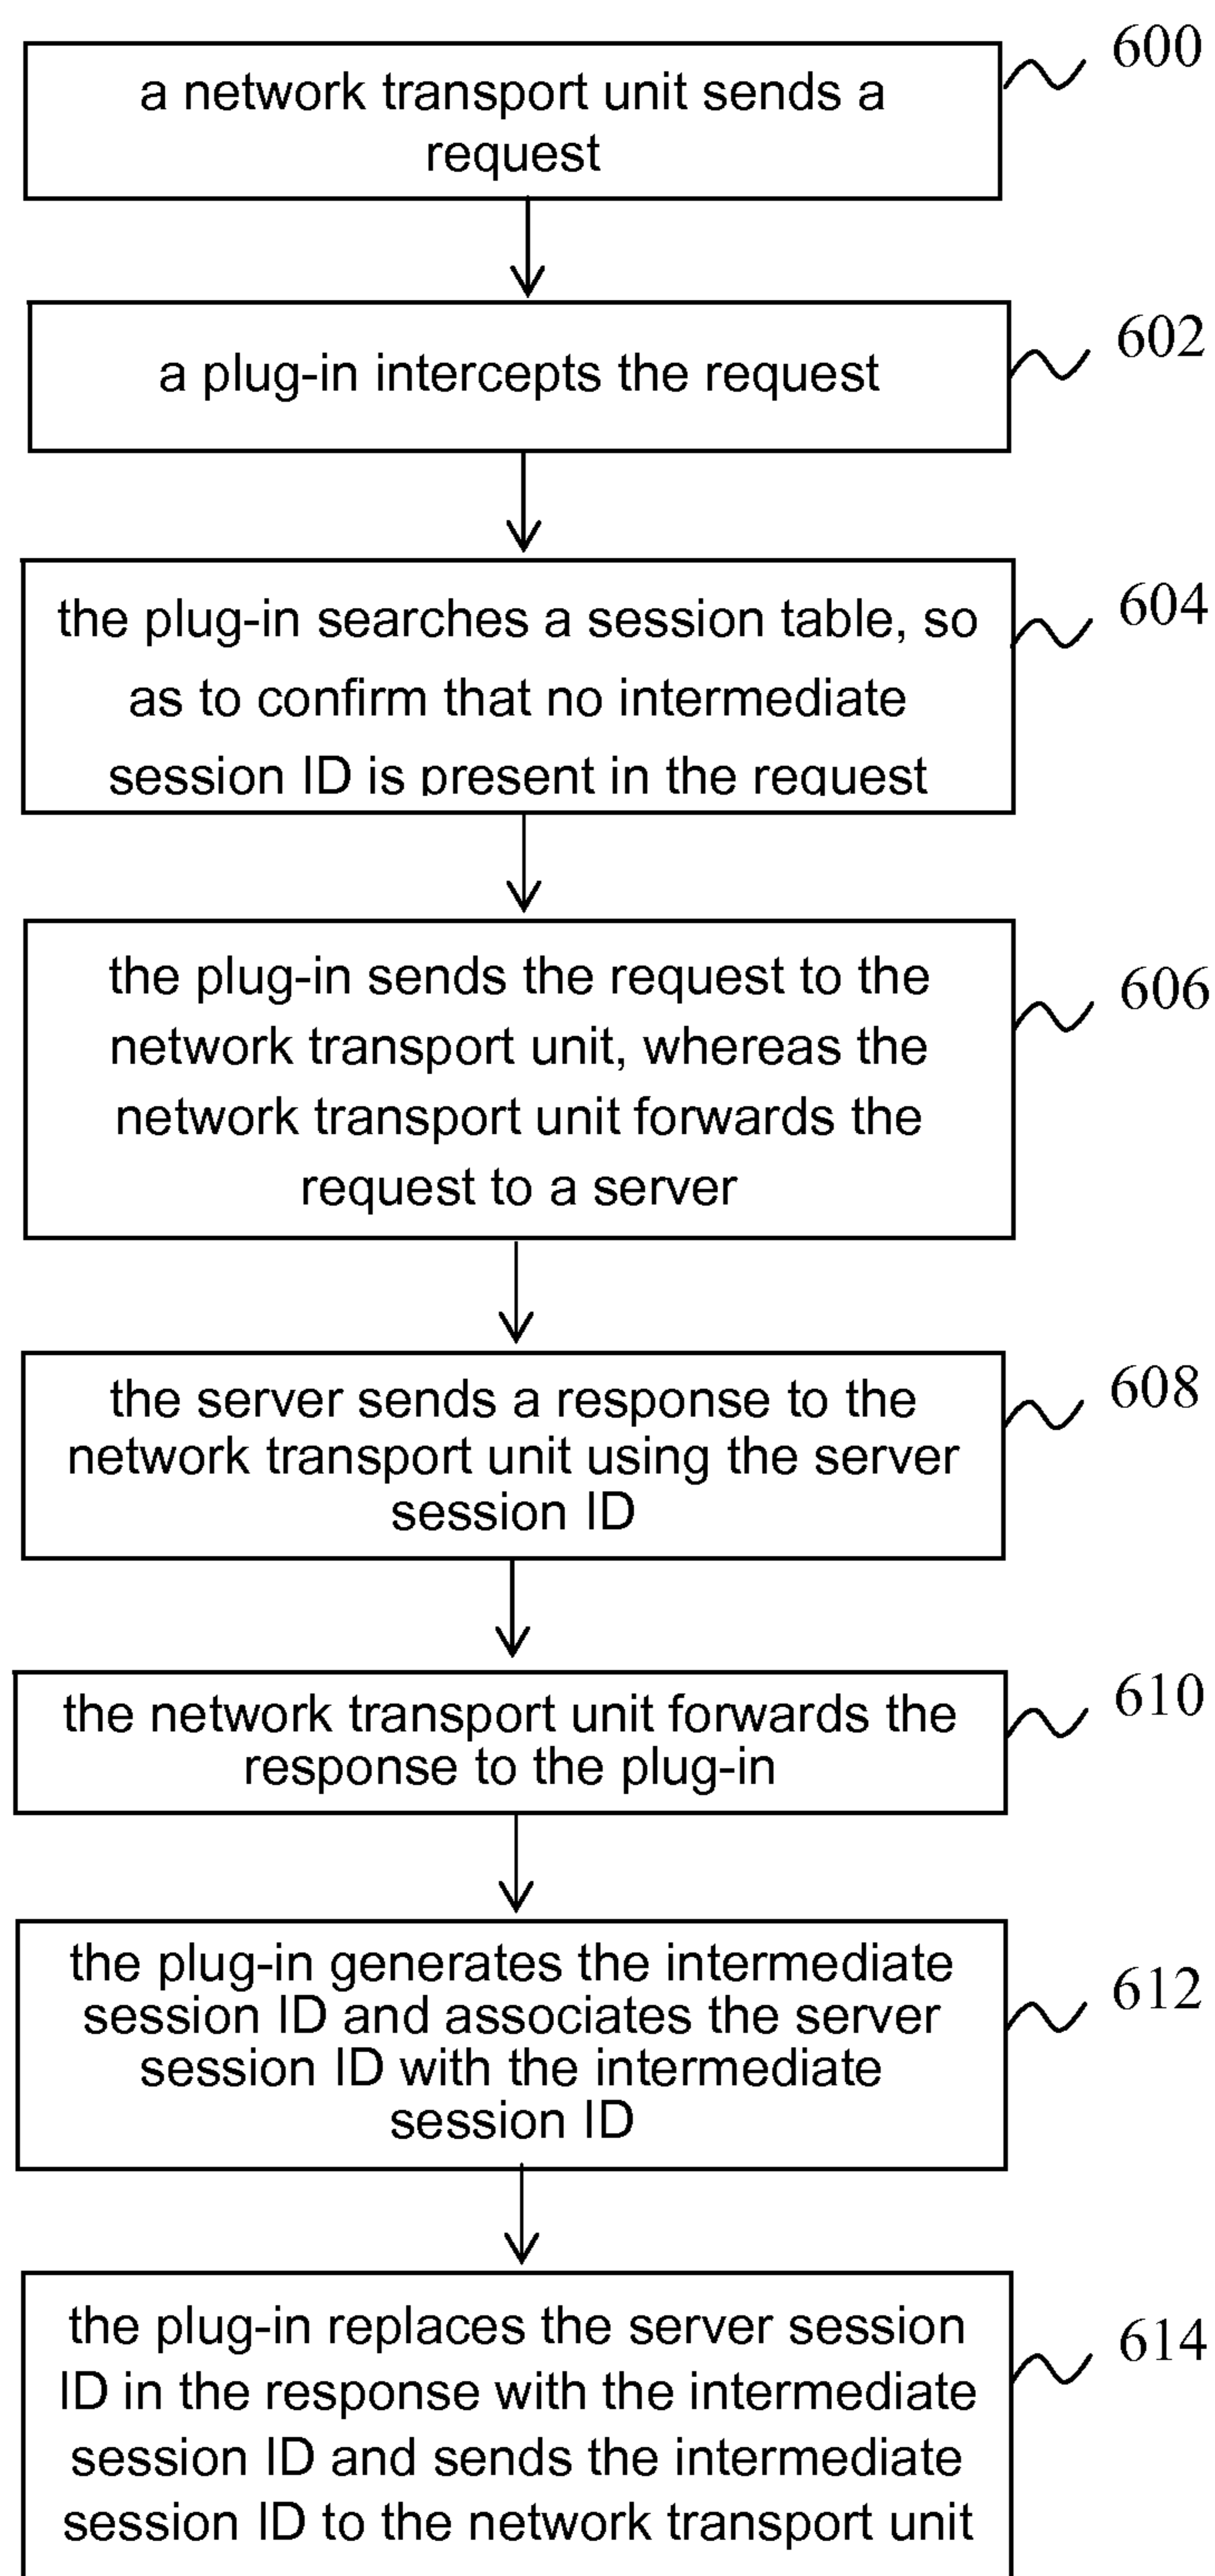 600
a network transport unit sends a
request
602
a plug-in intercepts the request
604
the plug-in searches a session table, so
as to confirm that no intermediate
session ID is present in the request
606
the plug-in sends the request to the
network transport unit, whereas the
network transport unit forwards the
request to a server
608
the server sends a response to the
network transport unit using the server
session ID
610
the network transport unit forwards the
response to the plug-in
612
the plug-in generates the intermediate
session ID and associates the server
session ID with the intermediate
session ID
614
the plug-in replaces the server session
ID in the response with the intermediate
session ID and sends the intermediate
session ID to the network transport unit